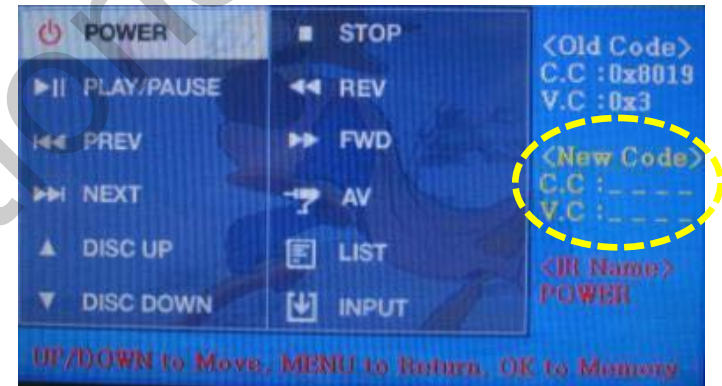 POWER
PLAY/PAUSE
PREV
NEXT
DISC UP
DISC DOWN
STOP
REV
FWD
AV
LIST
INPUT
<Old Code>
C.C :0x8019
V.C :0x3
<New Code>
C.C :_ _ _ _
V.C :_ _ _ _
<IR Name>
POWER
UP/DOWN to Move, MENU to Return, OK to Memory